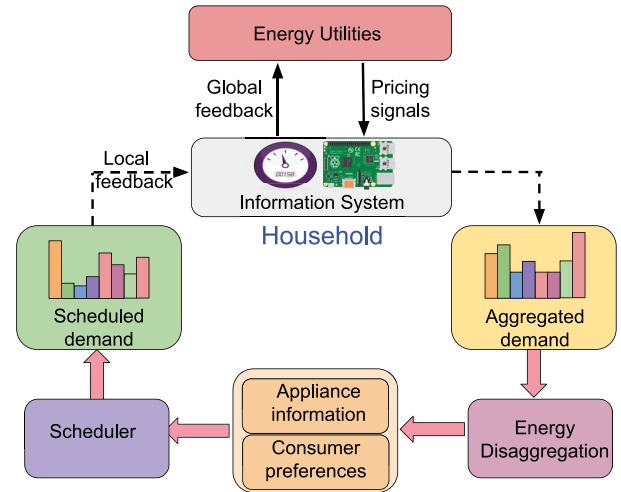 Energy Utilities
Global
feedback
Pricing
signals
Local
feedback
00158
Information System
Household
Scheduled
demand
Aggregated
demand
Scheduler
Appliance
information
Consumer
preferences
Energy
Disaggregation